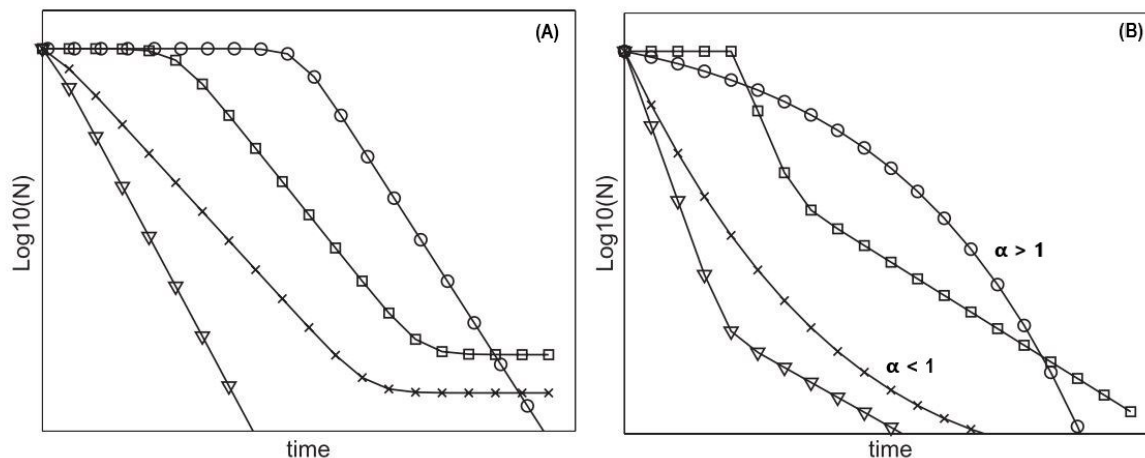 (A)
Log10(N)
time
(B)
α > 1
α < 1
Log10(N)
time